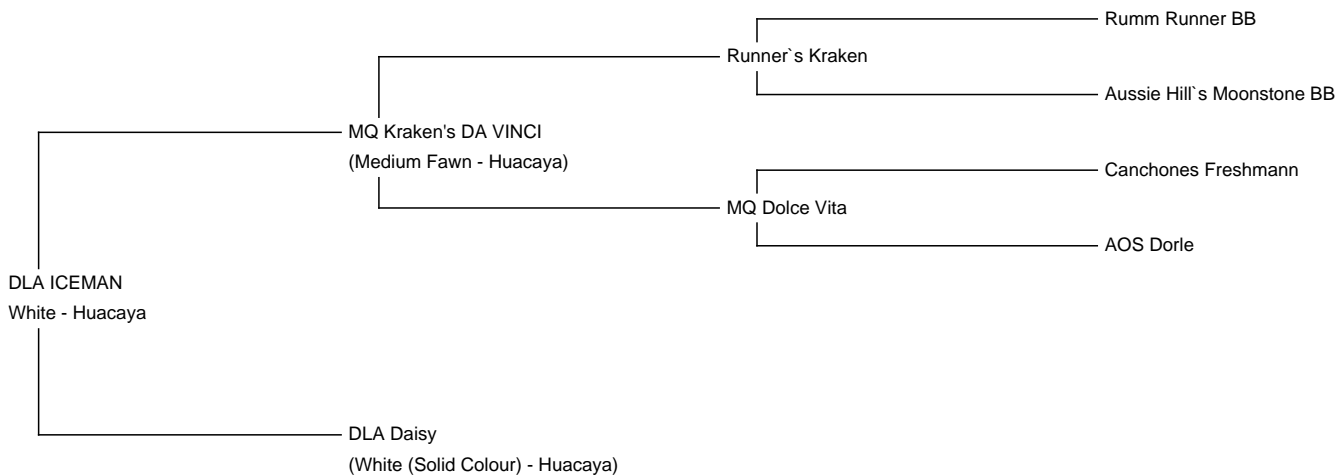 Rumm Runner BB
Runner`s Kraken
Aussie Hill`s Moonstone BB
MQ Kraken's DA VINCI
(Medium Fawn - Huacaya)
Canchones Freshmann
MQ Dolce Vita
AOS Dorle
DLA ICEMAN
White - Huacaya
DLA Daisy
(White (Solid Colour) - Huacaya)